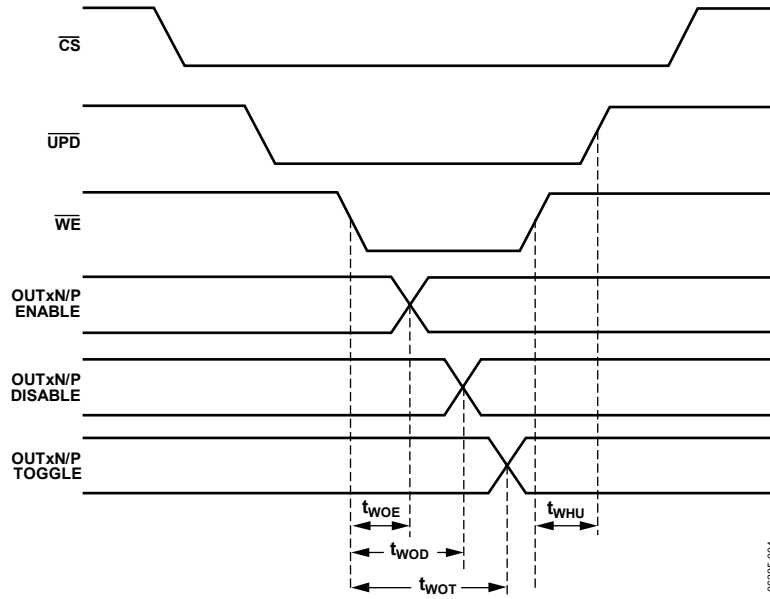 CS
UPD
WE
OUTxN/P
ENABLE
OUTxN/P
DISABLE
OUTxN/P
TOGGLE
tWOE
tWHU
tWOD
tWOT